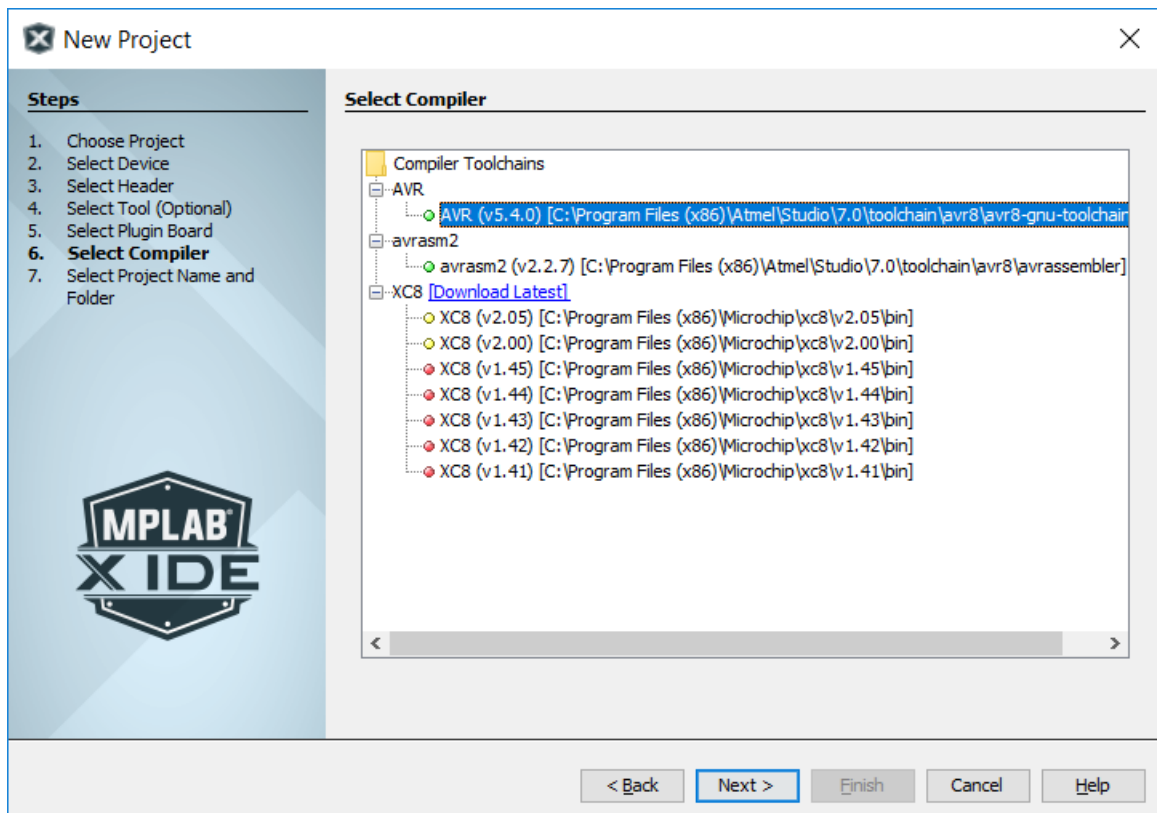 New Project
Steps
1. Choose Project
2. Select Device
3. Select Header
4. Select Tool (Optional)
5. Select Plugin Board
6. Select Compiler
7. Select Project Name and
Folder
MPLAB
X IDE
Select Compiler
Compiler Toolchains
AVR
AVR (v5.4.0) [C:\Program Files (x86)\Atmel\Studio\7.0\toolchain\avr8\avr8-gnu-toolchain
avrasm2
avrasm2 (v2.2.7) [C:\Program Files (x86)\Atmel\Studio\7.0\toolchain\avr8\avrassembler]
XC8 [Download Latest]
XC8 (v2.05) [C:\Program Files (x86)\Microchip\xc8\v2.05\bin]
XC8 (v2.00) [C:\Program Files (x86)\Microchip\xc8\v2.00\bin]
XC8 (v1.45) [C:\Program Files (x86)\Microchip\xc8\v1.45\bin]
XC8 (v1.44) [C:\Program Files (x86)\Microchip\xc8\v1.44\bin]
XC8 (v1.43) [C:\Program Files (x86)\Microchip\xc8\v1.43\bin]
XC8 (v1.42) [C:\Program Files (x86)\Microchip\xc8\v1.42\bin]
XC8 (v1.41) [C:\Program Files (x86)\Microchip\xc8\v1.41\bin]
< Back Next > Finish Cancel Help